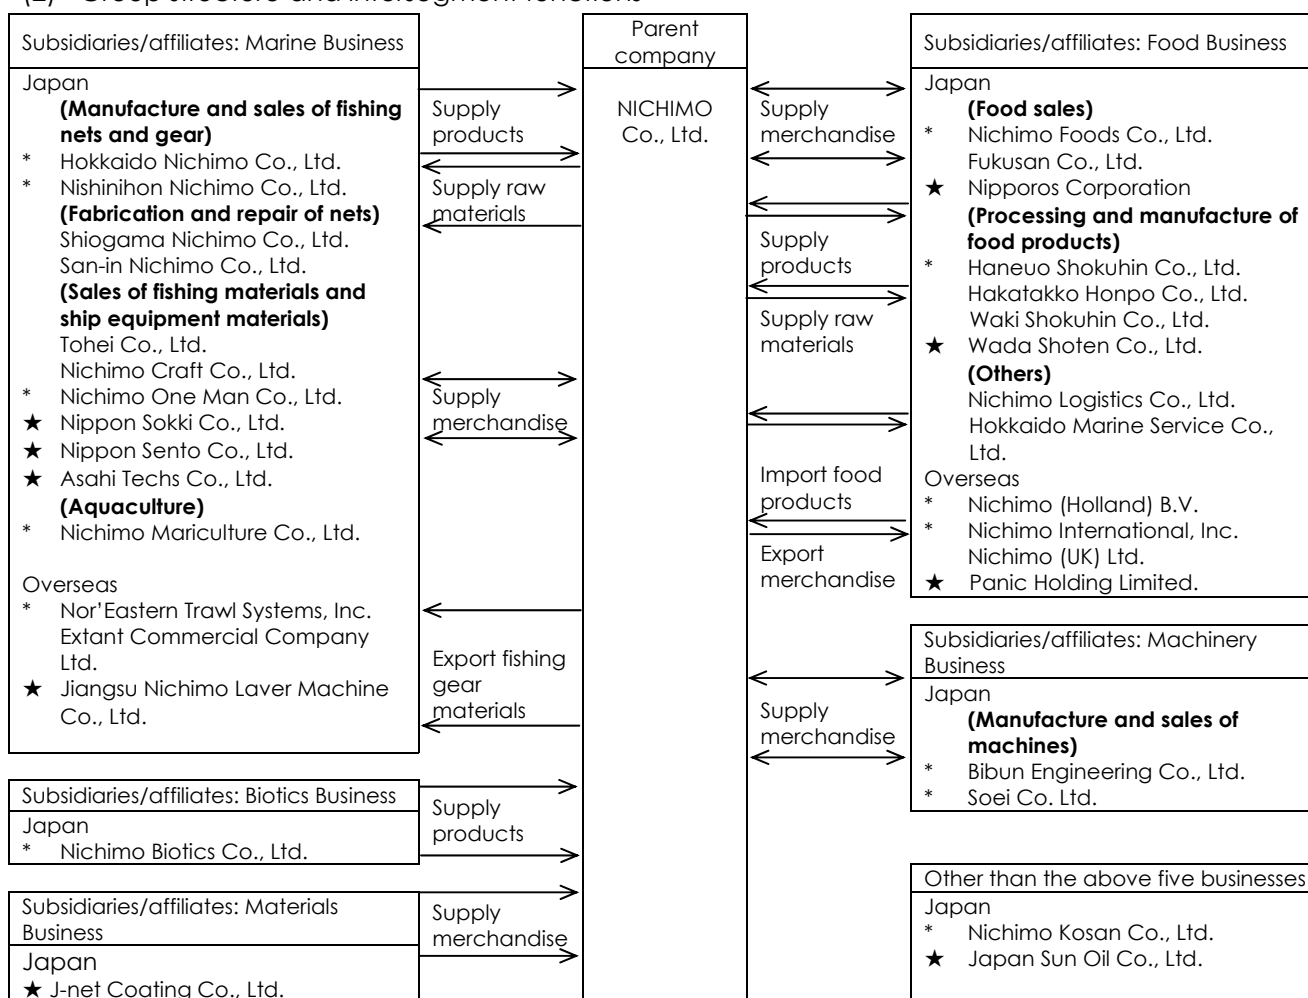 (2) Group structure and intersegment functions
Subsidiaries/affiliates: Marine Business
Japan
(Manufacture and sales of fishing
nets and gear)
* Hokkaido Nichimo Co., Ltd.
* Nishinihon Nichimo Co., Ltd.
(Fabrication and repair of nets)
Shiogama Nichimo Co., Ltd.
San-in Nichimo Co., Ltd.
(Sales of fishing materials and
ship equipment materials)
Tohei Co., Ltd.
Nichimo Craft Co., Ltd.
* Nichimo One Man Co., Ltd.
★ Nippon Sokki Co., Ltd.
★ Nippon Sento Co., Ltd.
★ Asahi Techs Co., Ltd.
(Aquaculture)
* Nichimo Mariculture Co., Ltd.
Overseas
* Nor’Eastern Trawl Systems, Inc.
Extant Commercial Company
Ltd.
★ Jiangsu Nichimo Laver Machine
Co., Ltd.
Supply
products
Supply raw
materials
Supply
merchandise
Export fishing
gear
materials
Subsidiaries/affiliates: Biotics Business
Japan
* Nichimo Biotics Co., Ltd.
Supply
products
Subsidiaries/affiliates: Materials
Business
Japan
★ J-net Coating Co., Ltd.
Supply
merchandise
Parent
company
NICHIMO
Co., Ltd.
Supply
merchandise
Supply
products
Supply raw
materials
Import food
products
Export
merchandise
Supply
merchandise
Subsidiaries/affiliates: Food Business
Japan
(Food sales)
* Nichimo Foods Co., Ltd.
Fukusan Co., Ltd.
★ Nipporos Corporation
(Processing and manufacture of
food products)
* Haneuo Shokuhin Co., Ltd.
Hakatakko Honpo Co., Ltd.
Waki Shokuhin Co., Ltd.
★ Wada Shoten Co., Ltd.
(Others)
Nichimo Logistics Co., Ltd.
Hokkaido Marine Service Co.,
Ltd.
Overseas
* Nichimo (Holland) B.V.
* Nichimo International, Inc.
Nichimo (UK) Ltd.
★ Panic Holding Limited.
Subsidiaries/affiliates: Machinery
Business
Japan
(Manufacture and sales of
machines)
* Bibun Engineering Co., Ltd.
* Soei Co. Ltd.
Other than the above five businesses
Japan
* Nichimo Kosan Co., Ltd.
★ Japan Sun Oil Co., Ltd.